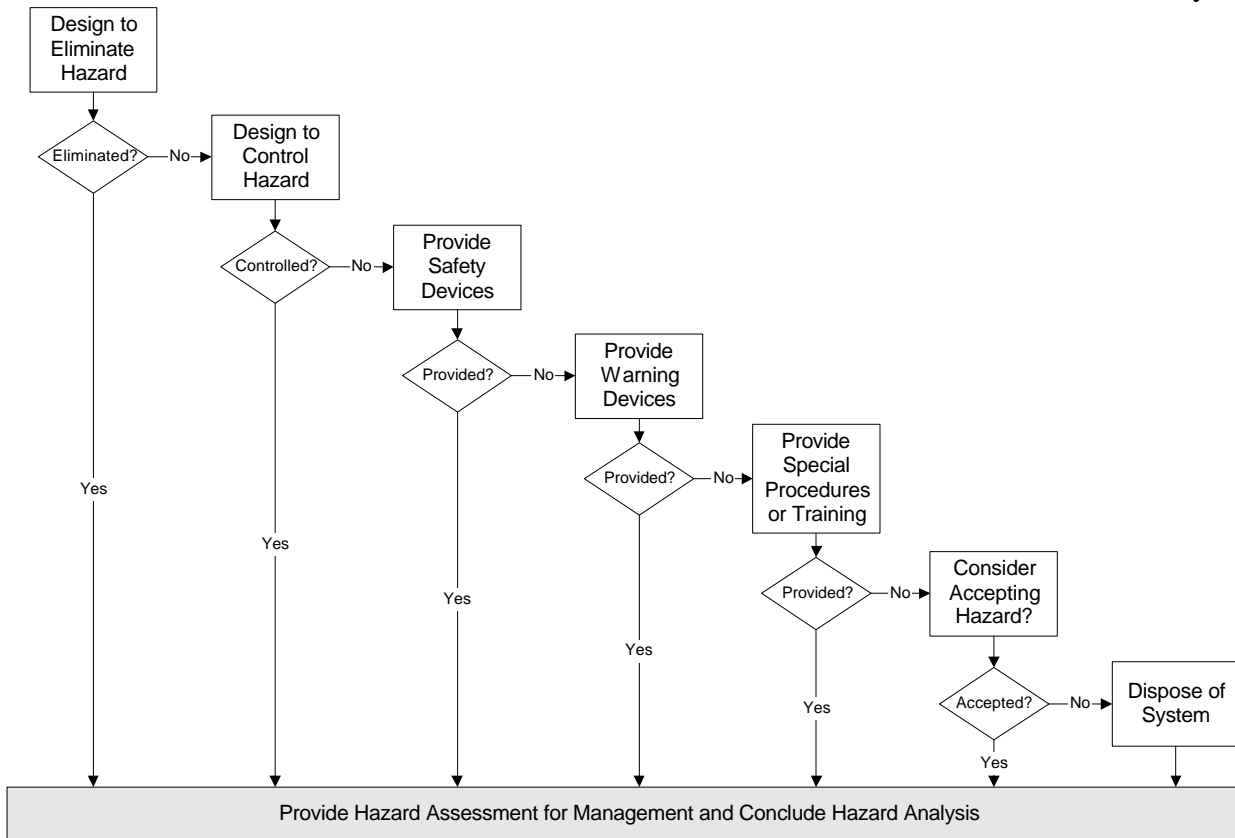 Design to
Eliminate
Hazard
Eliminated?
No
Design to
Control
Hazard
Controlled?
No
Provide
Safety
Devices
Provided?
No
Provide
Warning
Devices
Provided?
No
Provide
Special
Procedures
or Training
Provided?
No
Consider
Accepting
Hazard?
Accepted?
No
Dispose of
System
Yes
Yes
Yes
Yes
Yes
Yes
Provide Hazard Assessment for Management and Conclude Hazard Analysis